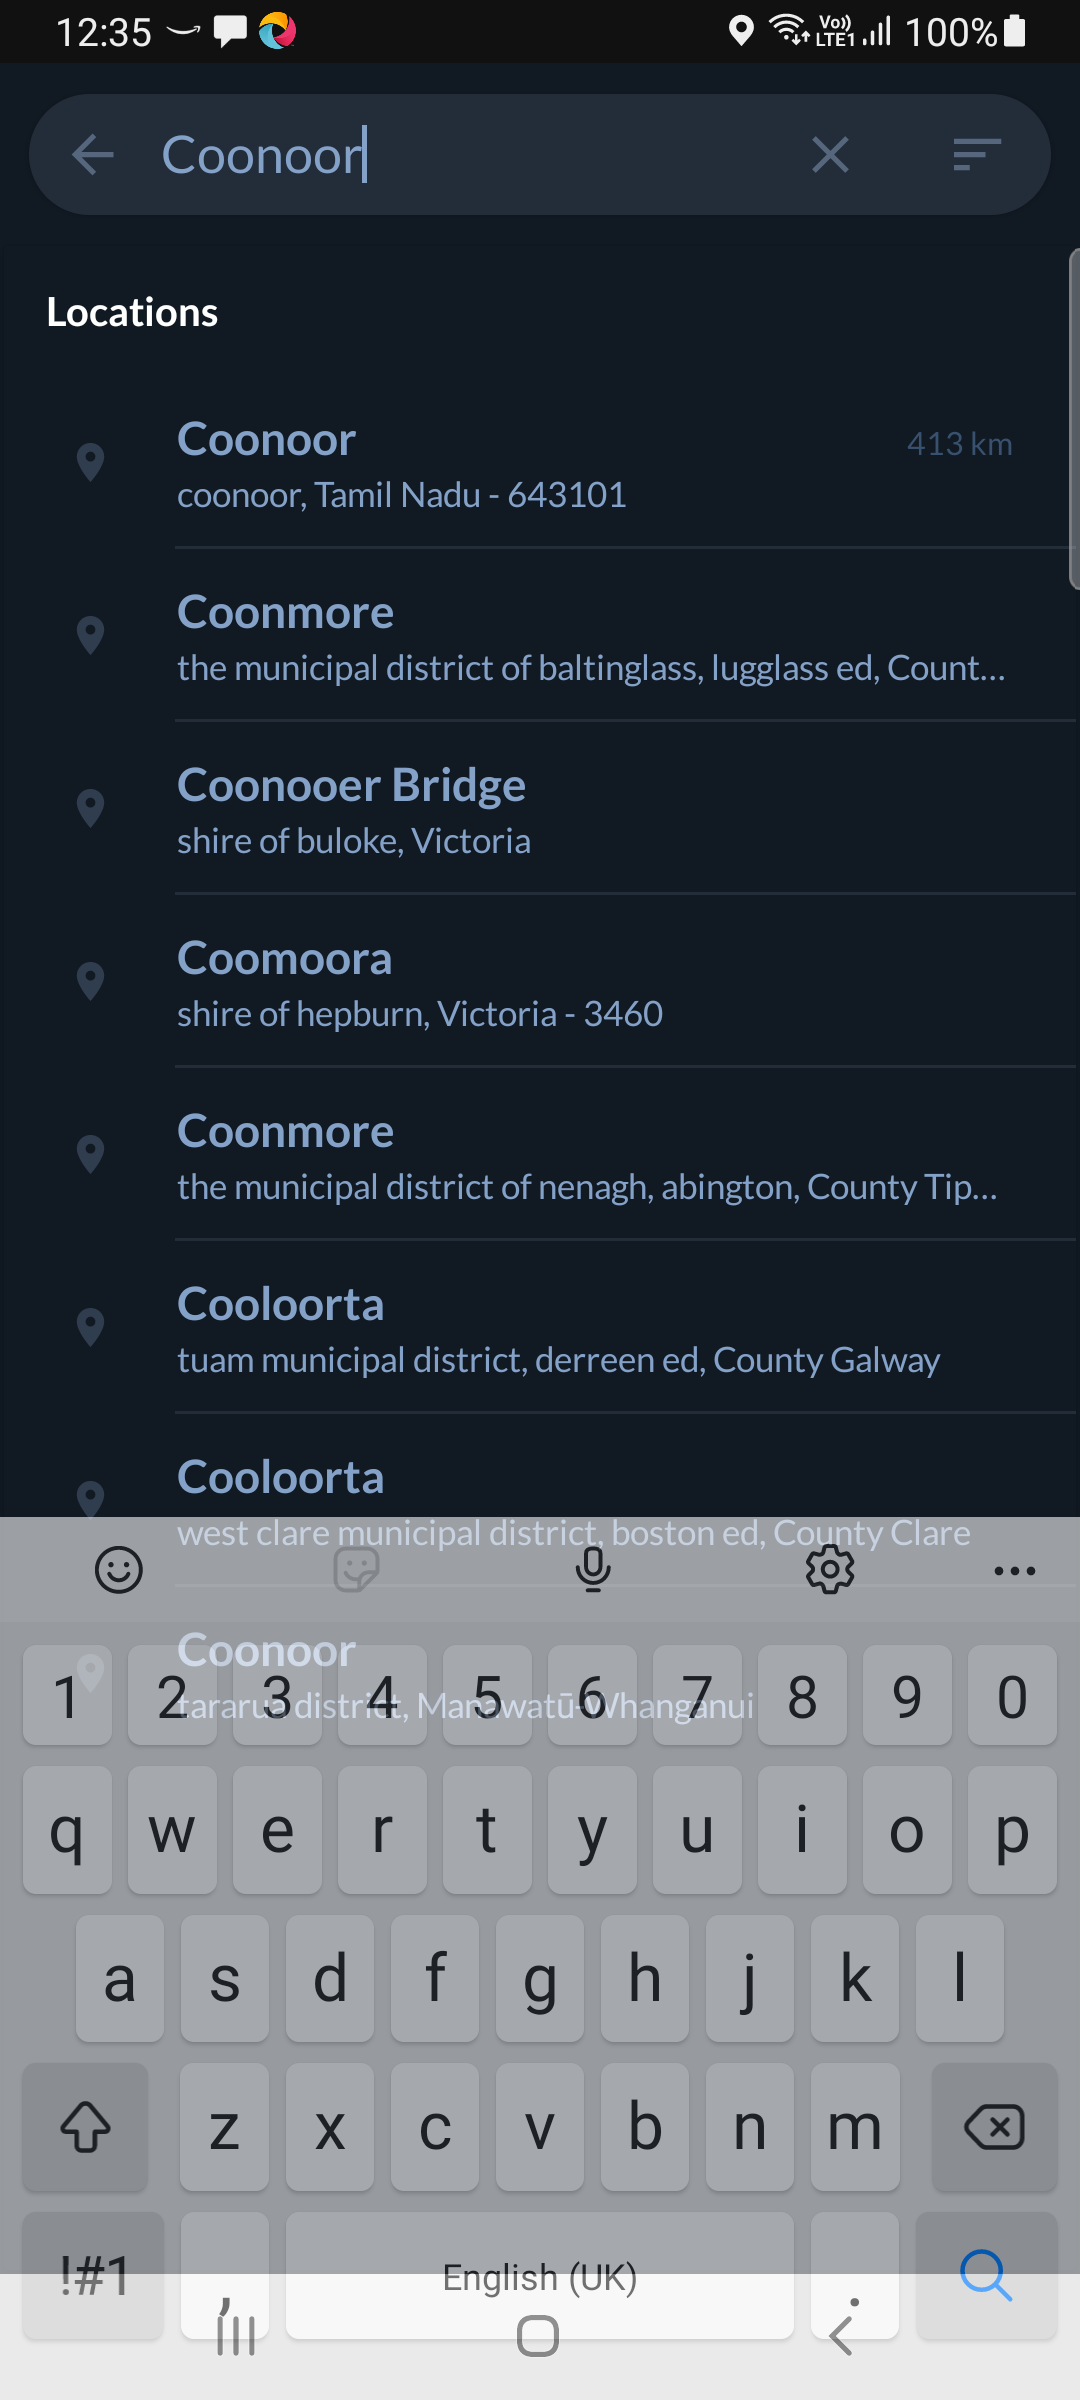 12:35 Vo)) LTE1 100%
Coonoor
Locations
Coonoor 413 km
coonoor, Tamil Nadu - 643101
Coonmore
the municipal district of baltinglass, lugglass ed, Count...
Coonooer Bridge
shire of buloke, Victoria
Coomoora
shire of hepburn, Victoria - 3460
Coonmore
the municipal district of nenagh, abington, County Tip...
Cooloorta
tuam municipal district, derreen ed, County Galway
Cooloorta
west clare municipal district, boston ed, County Clare
Coonoor
tararua district, Manawatū-Whanganui
1 2 3 4 5 6 7 8 9 0
q w e r t y u i o p
a s d f g h j k l
z x c v b n m
!#1 , English (UK) .